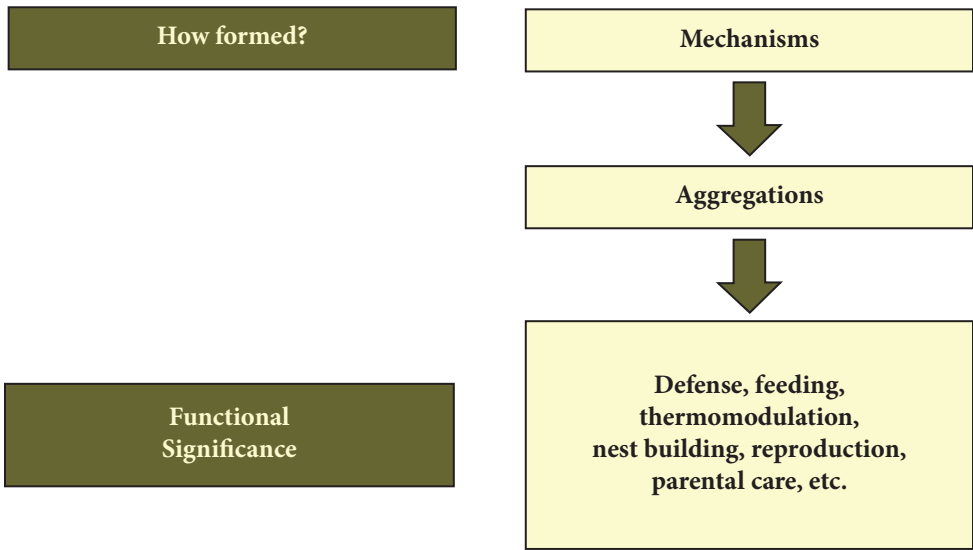 How formed?
Mechanisms
Aggregations
Functional
Significance
Defense, feeding,
thermomodulation,
nest building, reproduction,
parental care, etc.